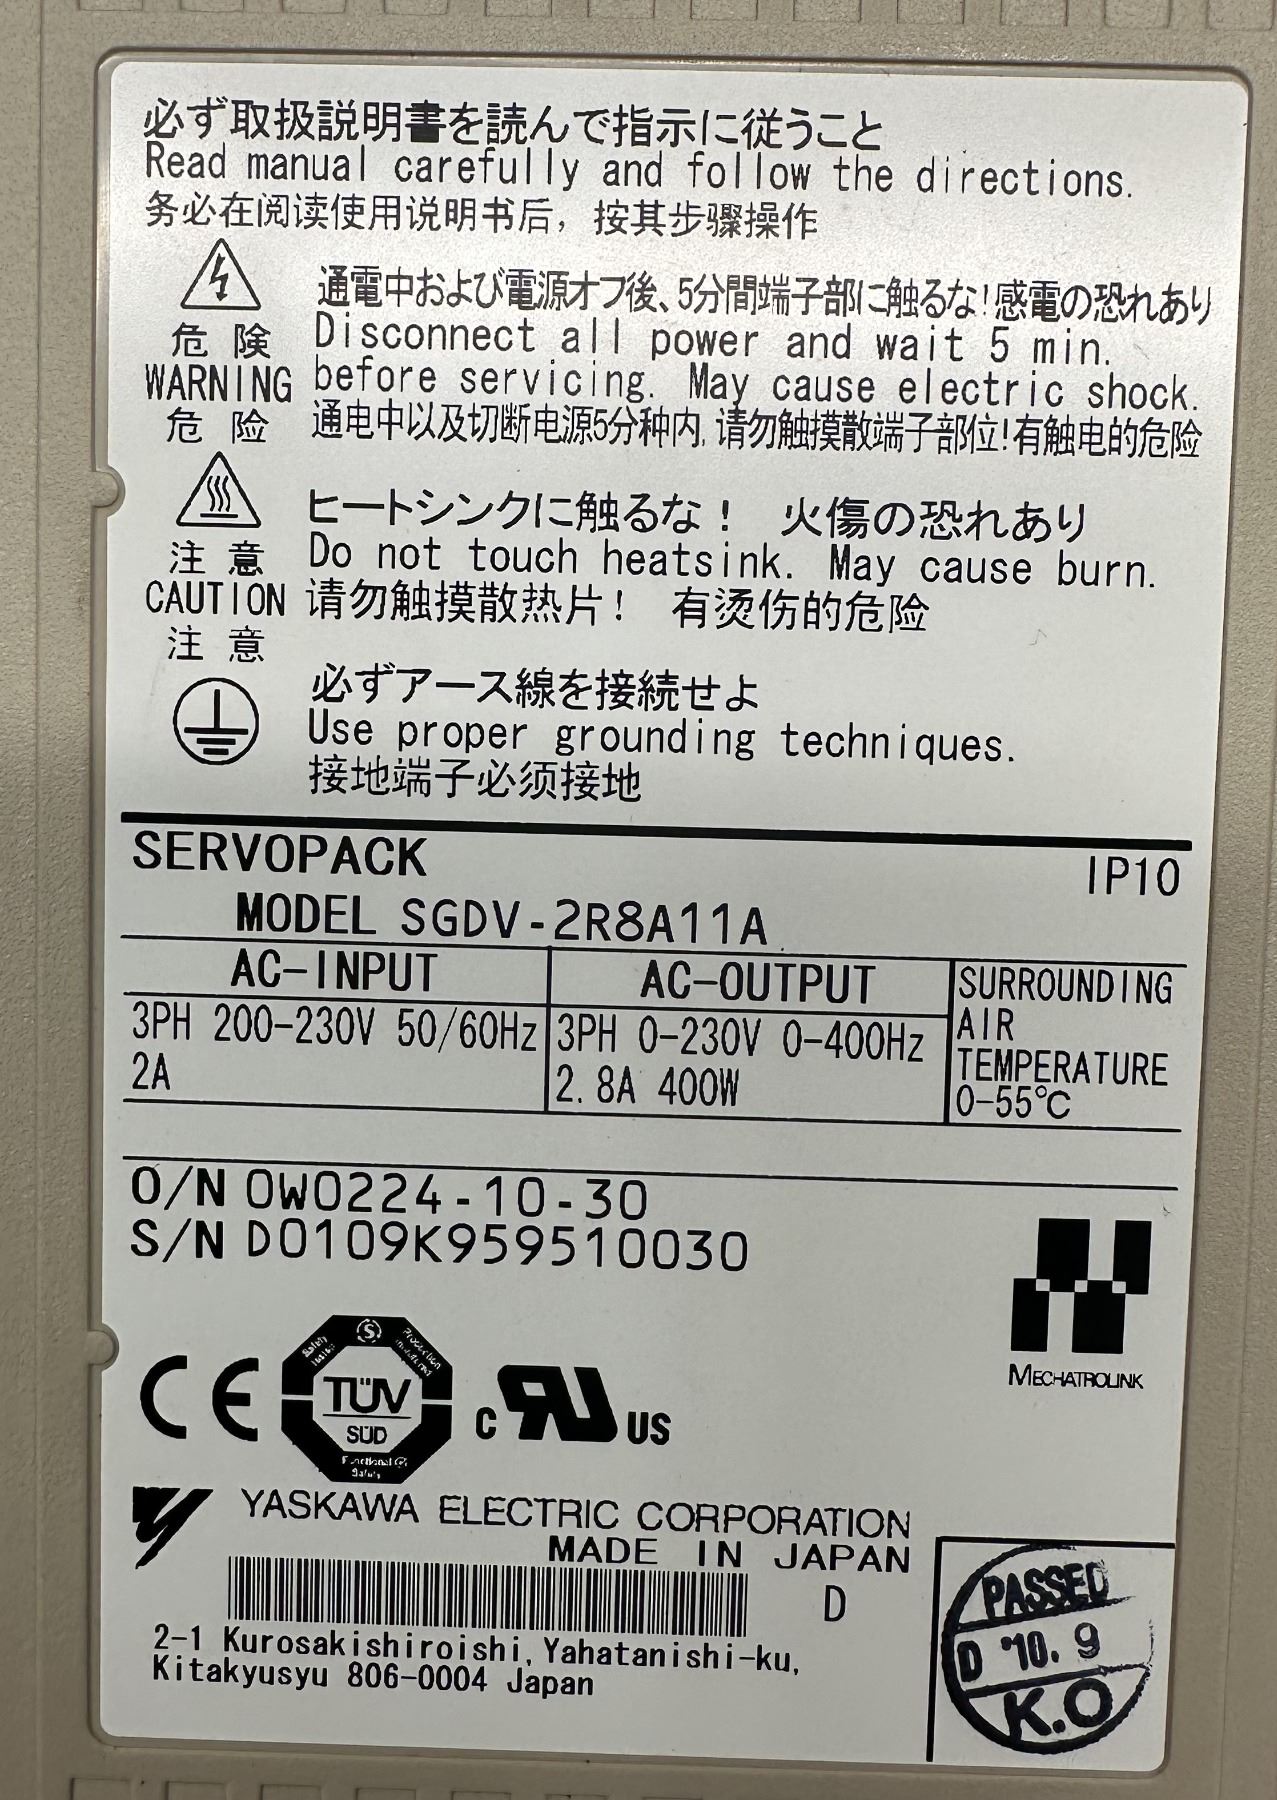 必ず取扱説明書を読んで指示に従うこと
Read manual carefully and follow the directions.
务必在阅读使用说明书后，按其步骤操作
危 険
WARNING
危 险
通電中および電源オフ後、5分間端子部に触るな！感電の恐れあり
Disconnect all power and wait 5 min.
before servicing. May cause electric shock.
通电中以及切断电源5分种内，请勿触摸散端子部位！有触电的危险
注 意
CAUTION
注 意
ヒートシンクに触るな！ 火傷の恐れあり
Do not touch heatsink. May cause burn.
请勿触摸散热片！ 有烫伤的危险
必ずアース線を接続せよ
Use proper grounding techniques.
接地端子必须接地
SERVOPACK
IP10
MODEL SGDV-2R8A11A
AC-INPUT
3PH 200-230V 50/60Hz
2A
AC-OUTPUT
3PH 0-230V 0-400Hz
2.8A 400W
SURROUNDING
AIR
TEMPERATURE
0-55℃
O/N 0W0224-10-30
S/N D0109K959510030
MECHATROLINK
CE
TÜV
SÜD
Functional
Safety
c RU US
YASKAWA ELECTRIC CORPORATION
MADE IN JAPAN
D
2-1 Kurosakishiroishi, Yahatanishi-ku,
Kitakyusyu 806-0004 Japan
PASSED
D '10. 9
K.O